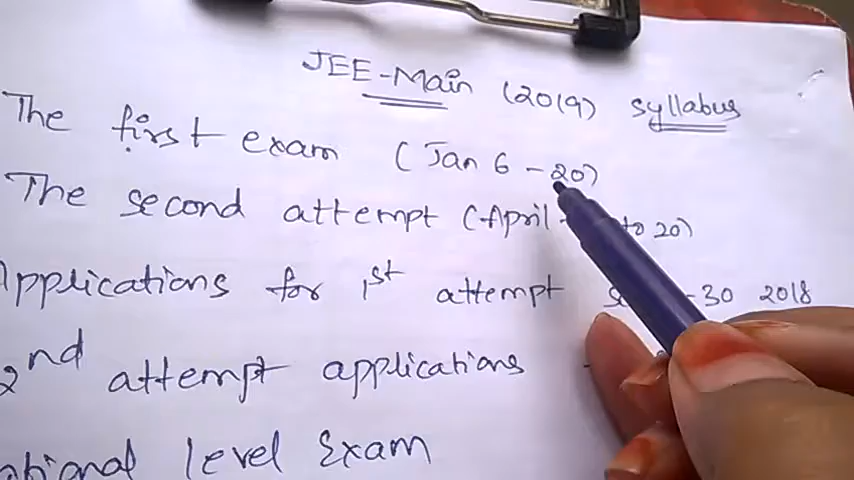 JEE-Main (2019) syllabus
The first exam (Jan 6 - 20)
The second attempt (April to 20)
Applications for 1st attempt - 30 2018
2nd attempt applications
level Exam